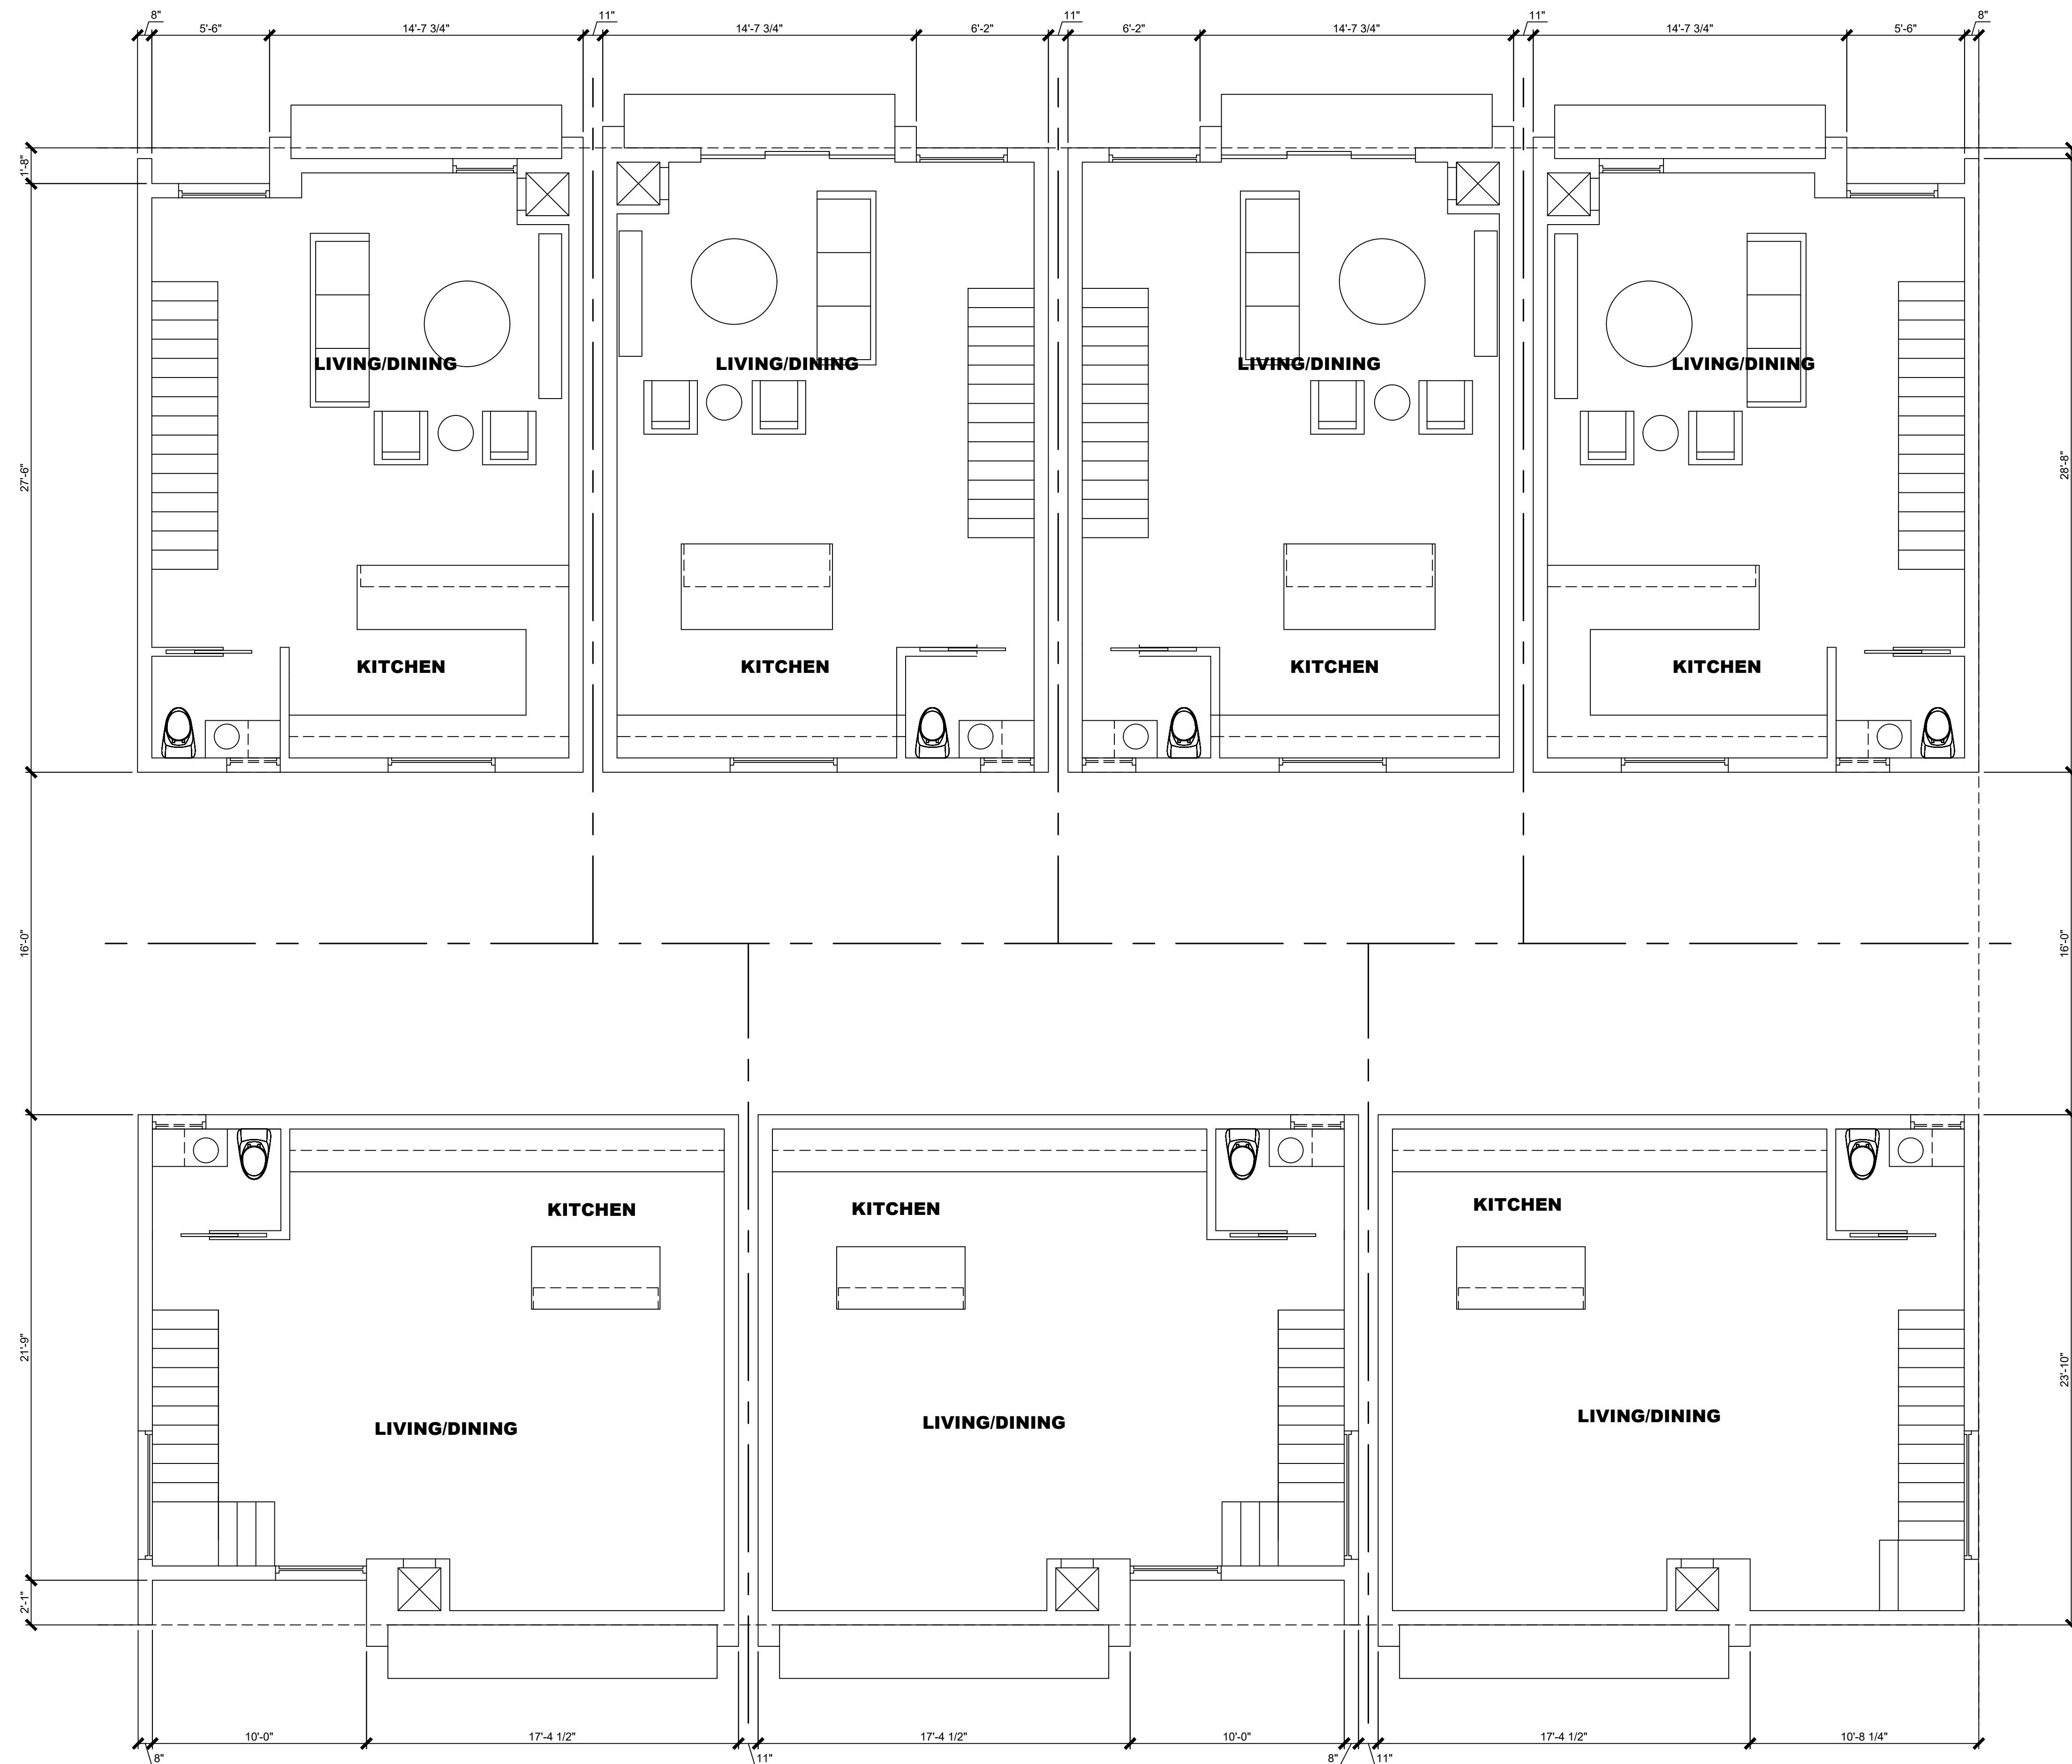 8" 11" 11" 11" 8"
5'-6" 14'-7 3/4" 14'-7 3/4" 6'-2" 6'-2" 14'-7 3/4" 14'-7 3/4" 5'-6"
1'-8"
LIVING/DINING LIVING/DINING LIVING/DINING LIVING/DINING
27'-6" 28'-8"
KITCHEN KITCHEN KITCHEN KITCHEN
16'-0" 16'-0"
KITCHEN KITCHEN KITCHEN
21'-9" 23'-10"
LIVING/DINING LIVING/DINING LIVING/DINING
2'-1"
10'-0" 17'-4 1/2" 17'-4 1/2" 10'-0" 17'-4 1/2" 10'-8 1/4"
8" 11" 8" 11"